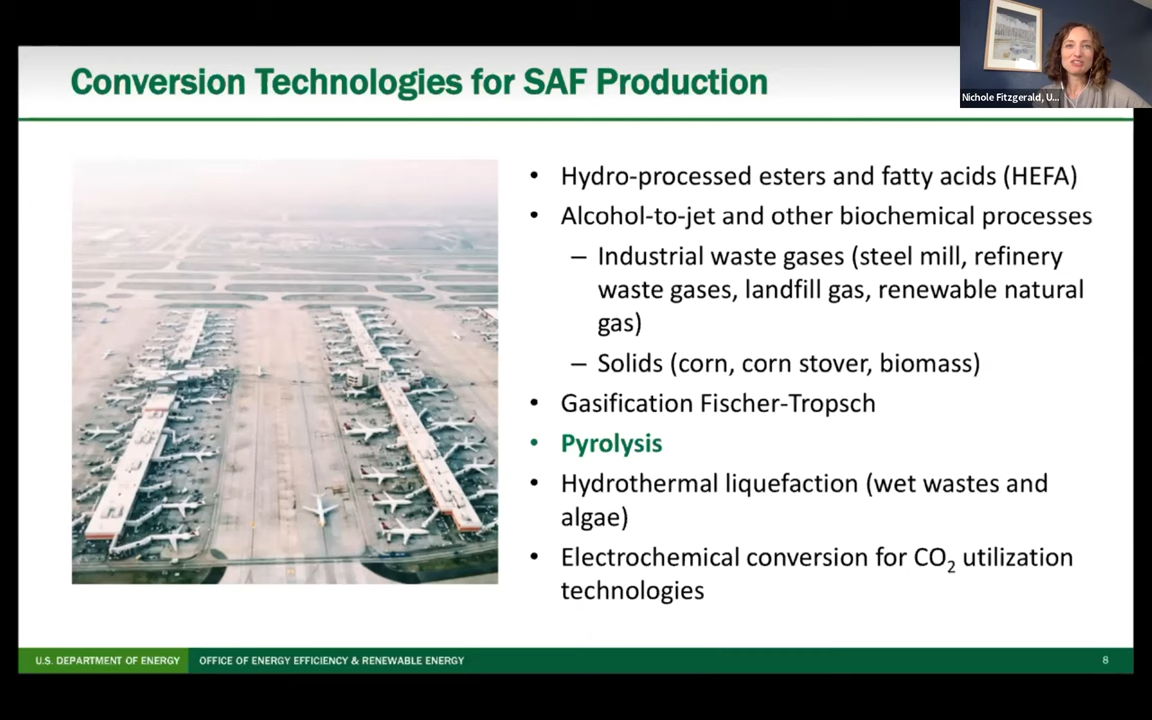 Conversion Technologies for SAF Production
Nichole Fitzgerald, U...
• Hydro-processed esters and fatty acids (HEFA)
• Alcohol-to-jet and other biochemical processes
– Industrial waste gases (steel mill, refinery
waste gases, landfill gas, renewable natural
gas)
– Solids (corn, corn stover, biomass)
• Gasification Fischer-Tropsch
• Pyrolysis
• Hydrothermal liquefaction (wet wastes and
algae)
• Electrochemical conversion for CO₂ utilization
technologies
U.S. DEPARTMENT OF ENERGY OFFICE OF ENERGY EFFICIENCY & RENEWABLE ENERGY 8